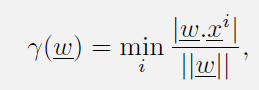 γ(w̲) = min_i |w̲.x̲^i| / ||w̲||,